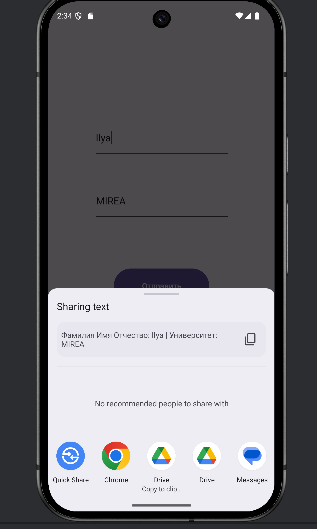 2:34
Ilya
MIREA
Отправить
Sharing text
Фамилия Имя Отчество: Ilya | Университет:
MIREA
No recommended people to share with
Quick Share
Chrome
Drive
Copy to clip...
Drive
Messages